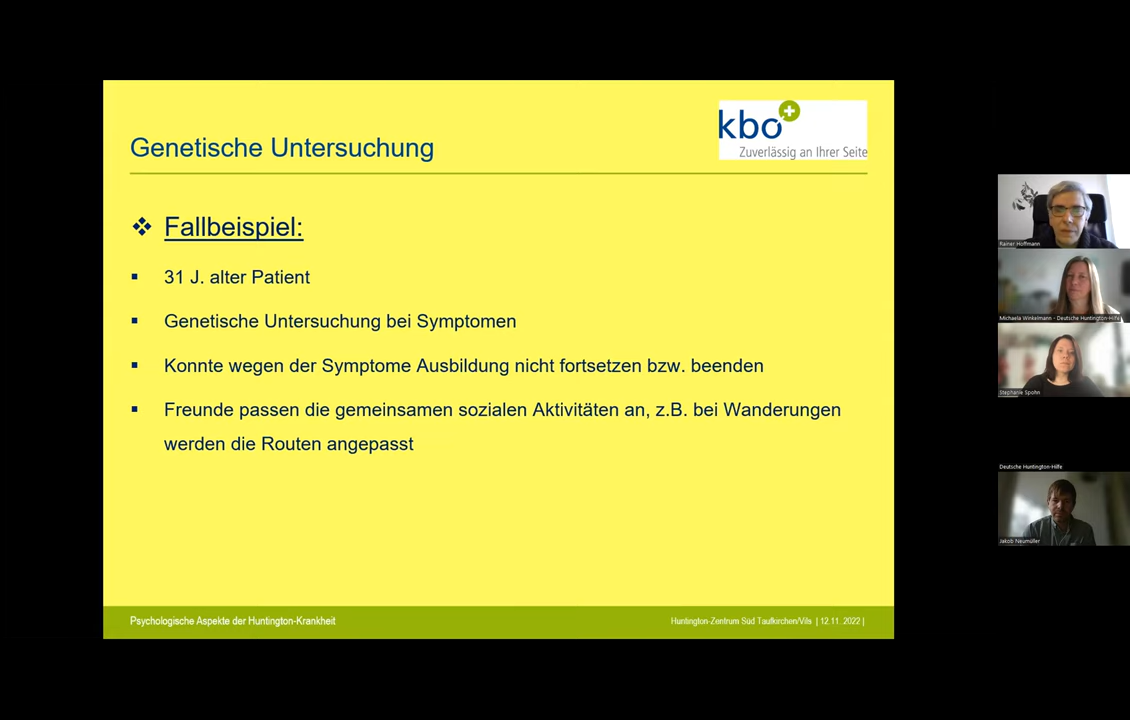 Genetische Untersuchung
kbo
Zuverlässig an Ihrer Seite
Fallbeispiel:
31 J. alter Patient
Genetische Untersuchung bei Symptomen
Konnte wegen der Symptome Ausbildung nicht fortsetzen bzw. beenden
Freunde passen die gemeinsamen sozialen Aktivitäten an, z.B. bei Wanderungen
werden die Routen angepasst
Psychologische Aspekte der Huntington-Krankheit
Huntington-Zentrum Süd Taufkirchen/Vils | 12.11.2022 |
Rainer Hoffmann
Michaela Winkelmann - Deutsche Huntington-Hilfe
Stephanie Spohn
Deutsche Huntington-Hilfe
Jakob Neumüller